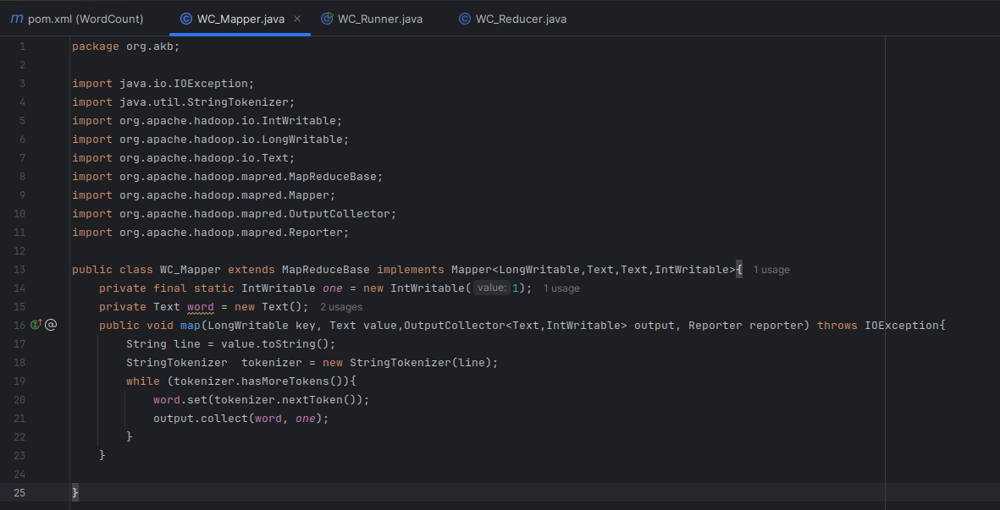 m pom.xml (WordCount) © WC_Mapper.java × © WC_Runner.java © WC_Reducer.java
1 package org.akb;
2
3 import java.io.IOException;
4 import java.util.StringTokenizer;
5 import org.apache.hadoop.io.IntWritable;
6 import org.apache.hadoop.io.LongWritable;
7 import org.apache.hadoop.io.Text;
8 import org.apache.hadoop.mapred.MapReduceBase;
9 import org.apache.hadoop.mapred.Mapper;
10 import org.apache.hadoop.mapred.OutputCollector;
11 import org.apache.hadoop.mapred.Reporter;
12
13 public class WC_Mapper extends MapReduceBase implements Mapper<LongWritable,Text,Text,IntWritable>{ 1 usage
14 private final static IntWritable one = new IntWritable( value: 1); 1 usage
15 private Text word = new Text(); 2 usages
16 @ public void map(LongWritable key, Text value,OutputCollector<Text,IntWritable> output, Reporter reporter) throws IOException{
17 String line = value.toString();
18 StringTokenizer  tokenizer = new StringTokenizer(line);
19 while (tokenizer.hasMoreTokens()){
20 word.set(tokenizer.nextToken());
21 output.collect(word, one);
22 }
23 }
24
25 }